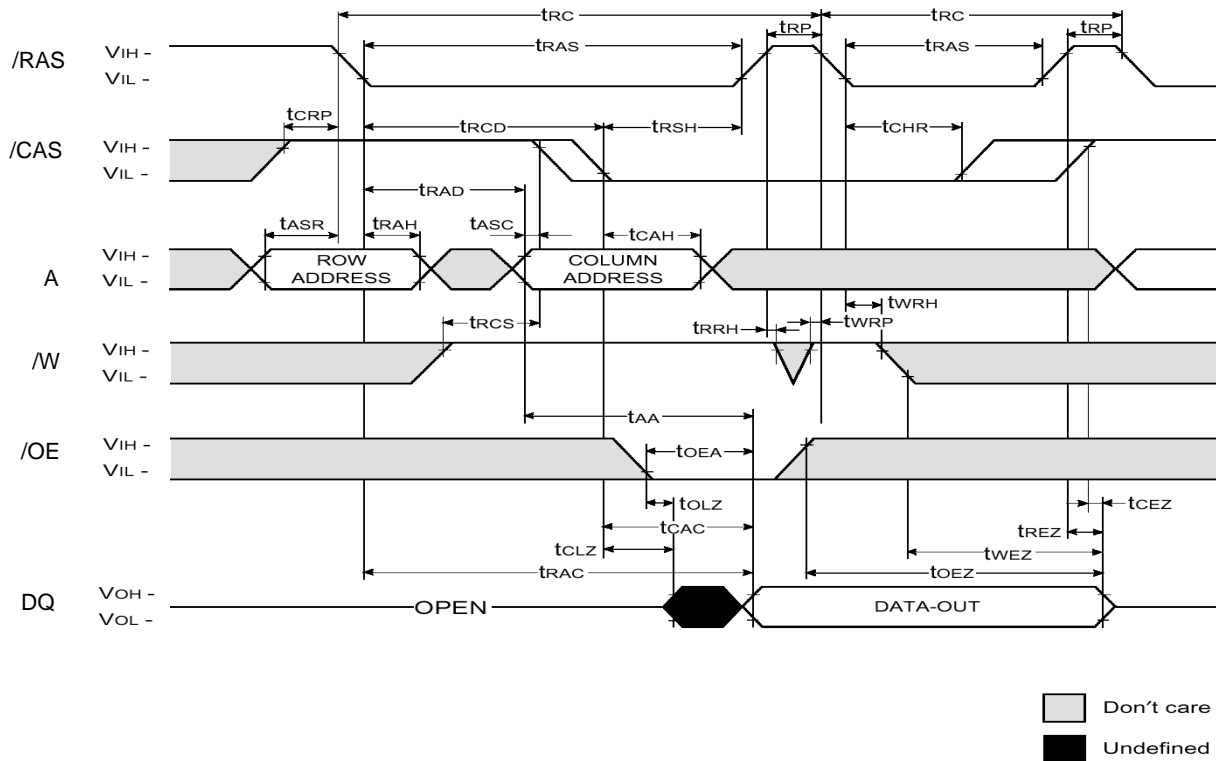 tRC tRC
tRP tRP
tRAS tRAS
/RAS VIH -
VIL -
tCRP tRCD tRSH tCHR
/CAS VIH -
VIL -
tRAD
tASR tRAH tASC tCAH
A VIH -
VIL -
ROW
ADDRESS
COLUMN
ADDRESS
tWRH
tRCS tRRH tWRP
/W VIH -
VIL -
tAA
/OE VIH -
VIL -
tOEA
tOLZ tCEZ
tCAC tREZ
tCLZ tWEZ
tRAC tOEZ
DQ VOH -
VOL -
OPEN DATA-OUT
Don't care
Undefined